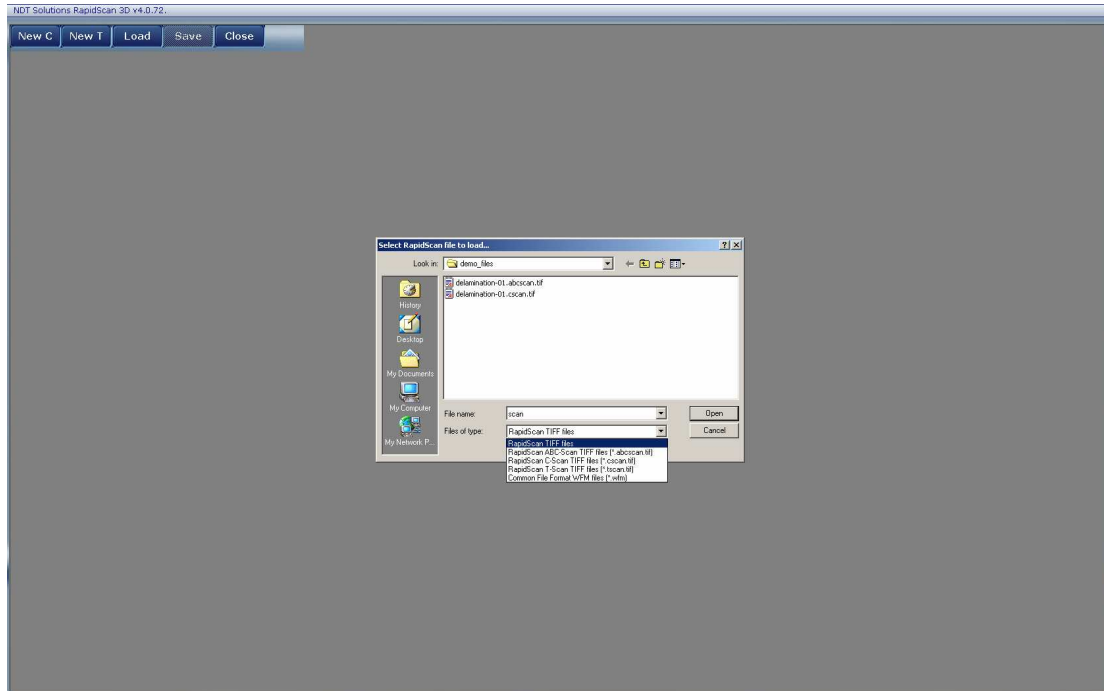 NDT Solutions RapidScan 3D v4.0.72.
New C New T Load Save Close
Select RapidScan file to load...
Look in: demo_files
delamination-01.abcscan.tif
delamination-01.cscan.tif
History
Desktop
My Documents
My Computer
My Network P...
File name: scan Open
Files of type: RapidScan TIFF files Cancel
RapidScan TIFF files
RapidScan ABC-Scan TIFF files (*.abcscan.tif)
RapidScan C-Scan TIFF files (*.cscan.tif)
RapidScan T-Scan TIFF files (*.tscan.tif)
Common File Format WFM files (*.wfm)